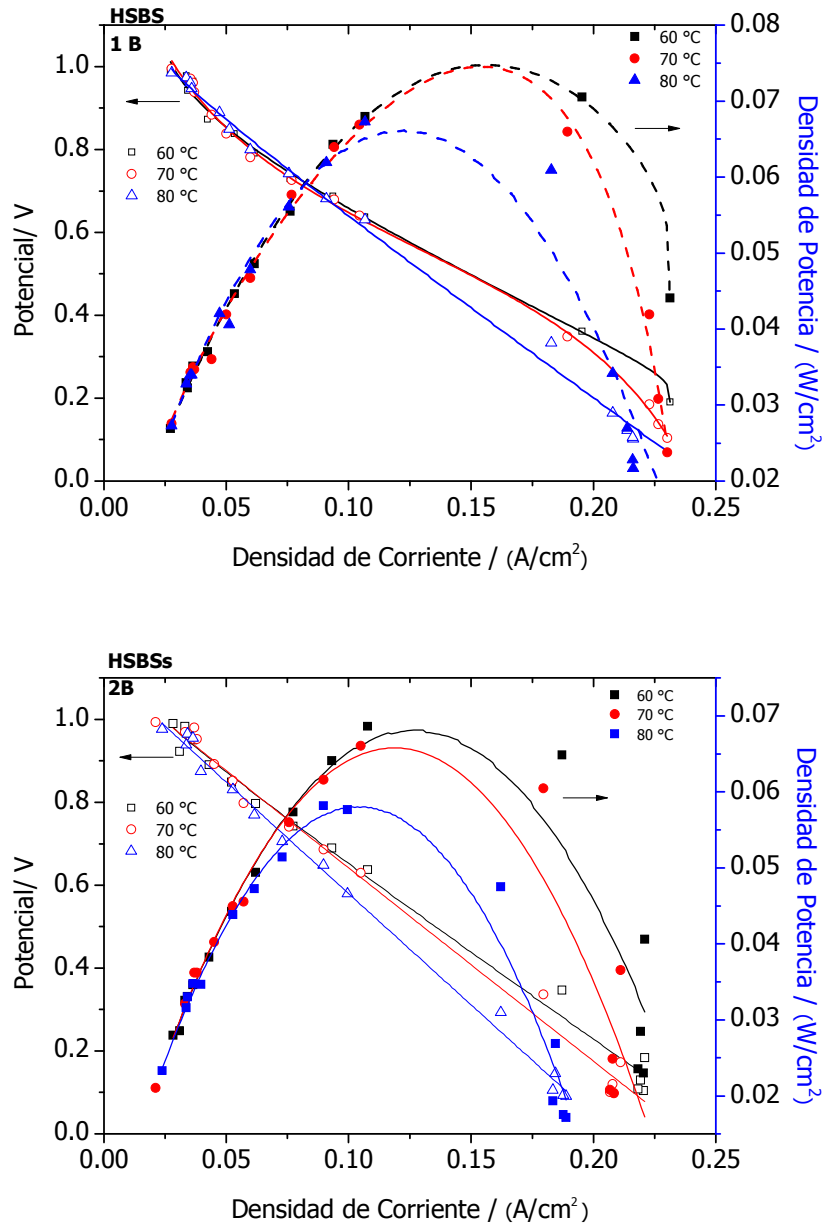 HSBS
1 B
60 °C
70 °C
80 °C
60 °C
70 °C
80 °C
Potencial/ V
1.0
0.8
0.6
0.4
0.2
0.0
0.08
0.07
0.06
0.05
0.04
0.03
0.02
Densidad de Potencia / (W/cm²)
0.00 0.05 0.10 0.15 0.20 0.25
Densidad de Corriente / (A/cm²)
HSBSs
2B
60 °C
70 °C
80 °C
60 °C
70 °C
80 °C
Potencial/ V
1.0
0.8
0.6
0.4
0.2
0.0
0.07
0.06
0.05
0.04
0.03
0.02
Densidad de Potencia / (W/cm²)
0.00 0.05 0.10 0.15 0.20 0.25
Densidad de Corriente / (A/cm²)